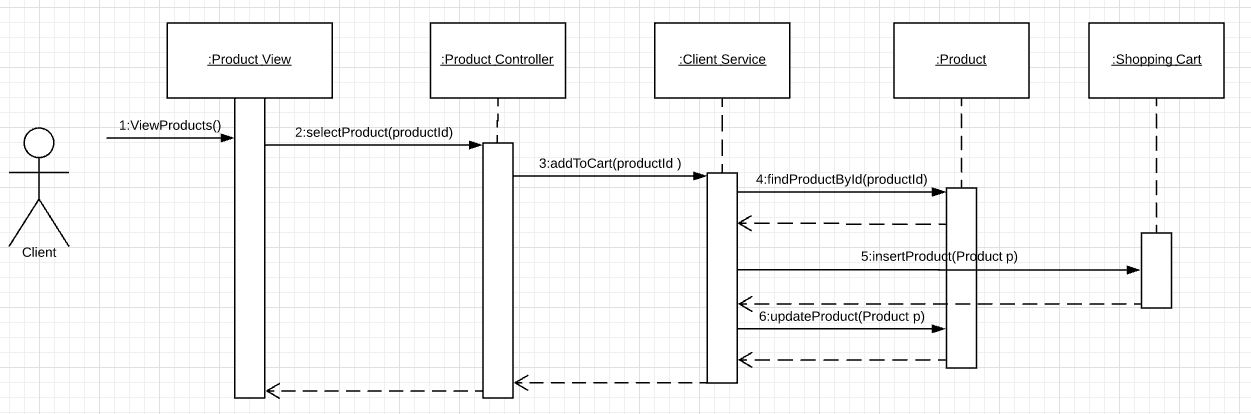 :Product View
:Product Controller
:Client Service
:Product
:Shopping Cart
1:ViewProducts()
2:selectProduct(productId)
3:addToCart(productId )
4:findProductById(productId)
Client
5:insertProduct(Product p)
6:updateProduct(Product p)